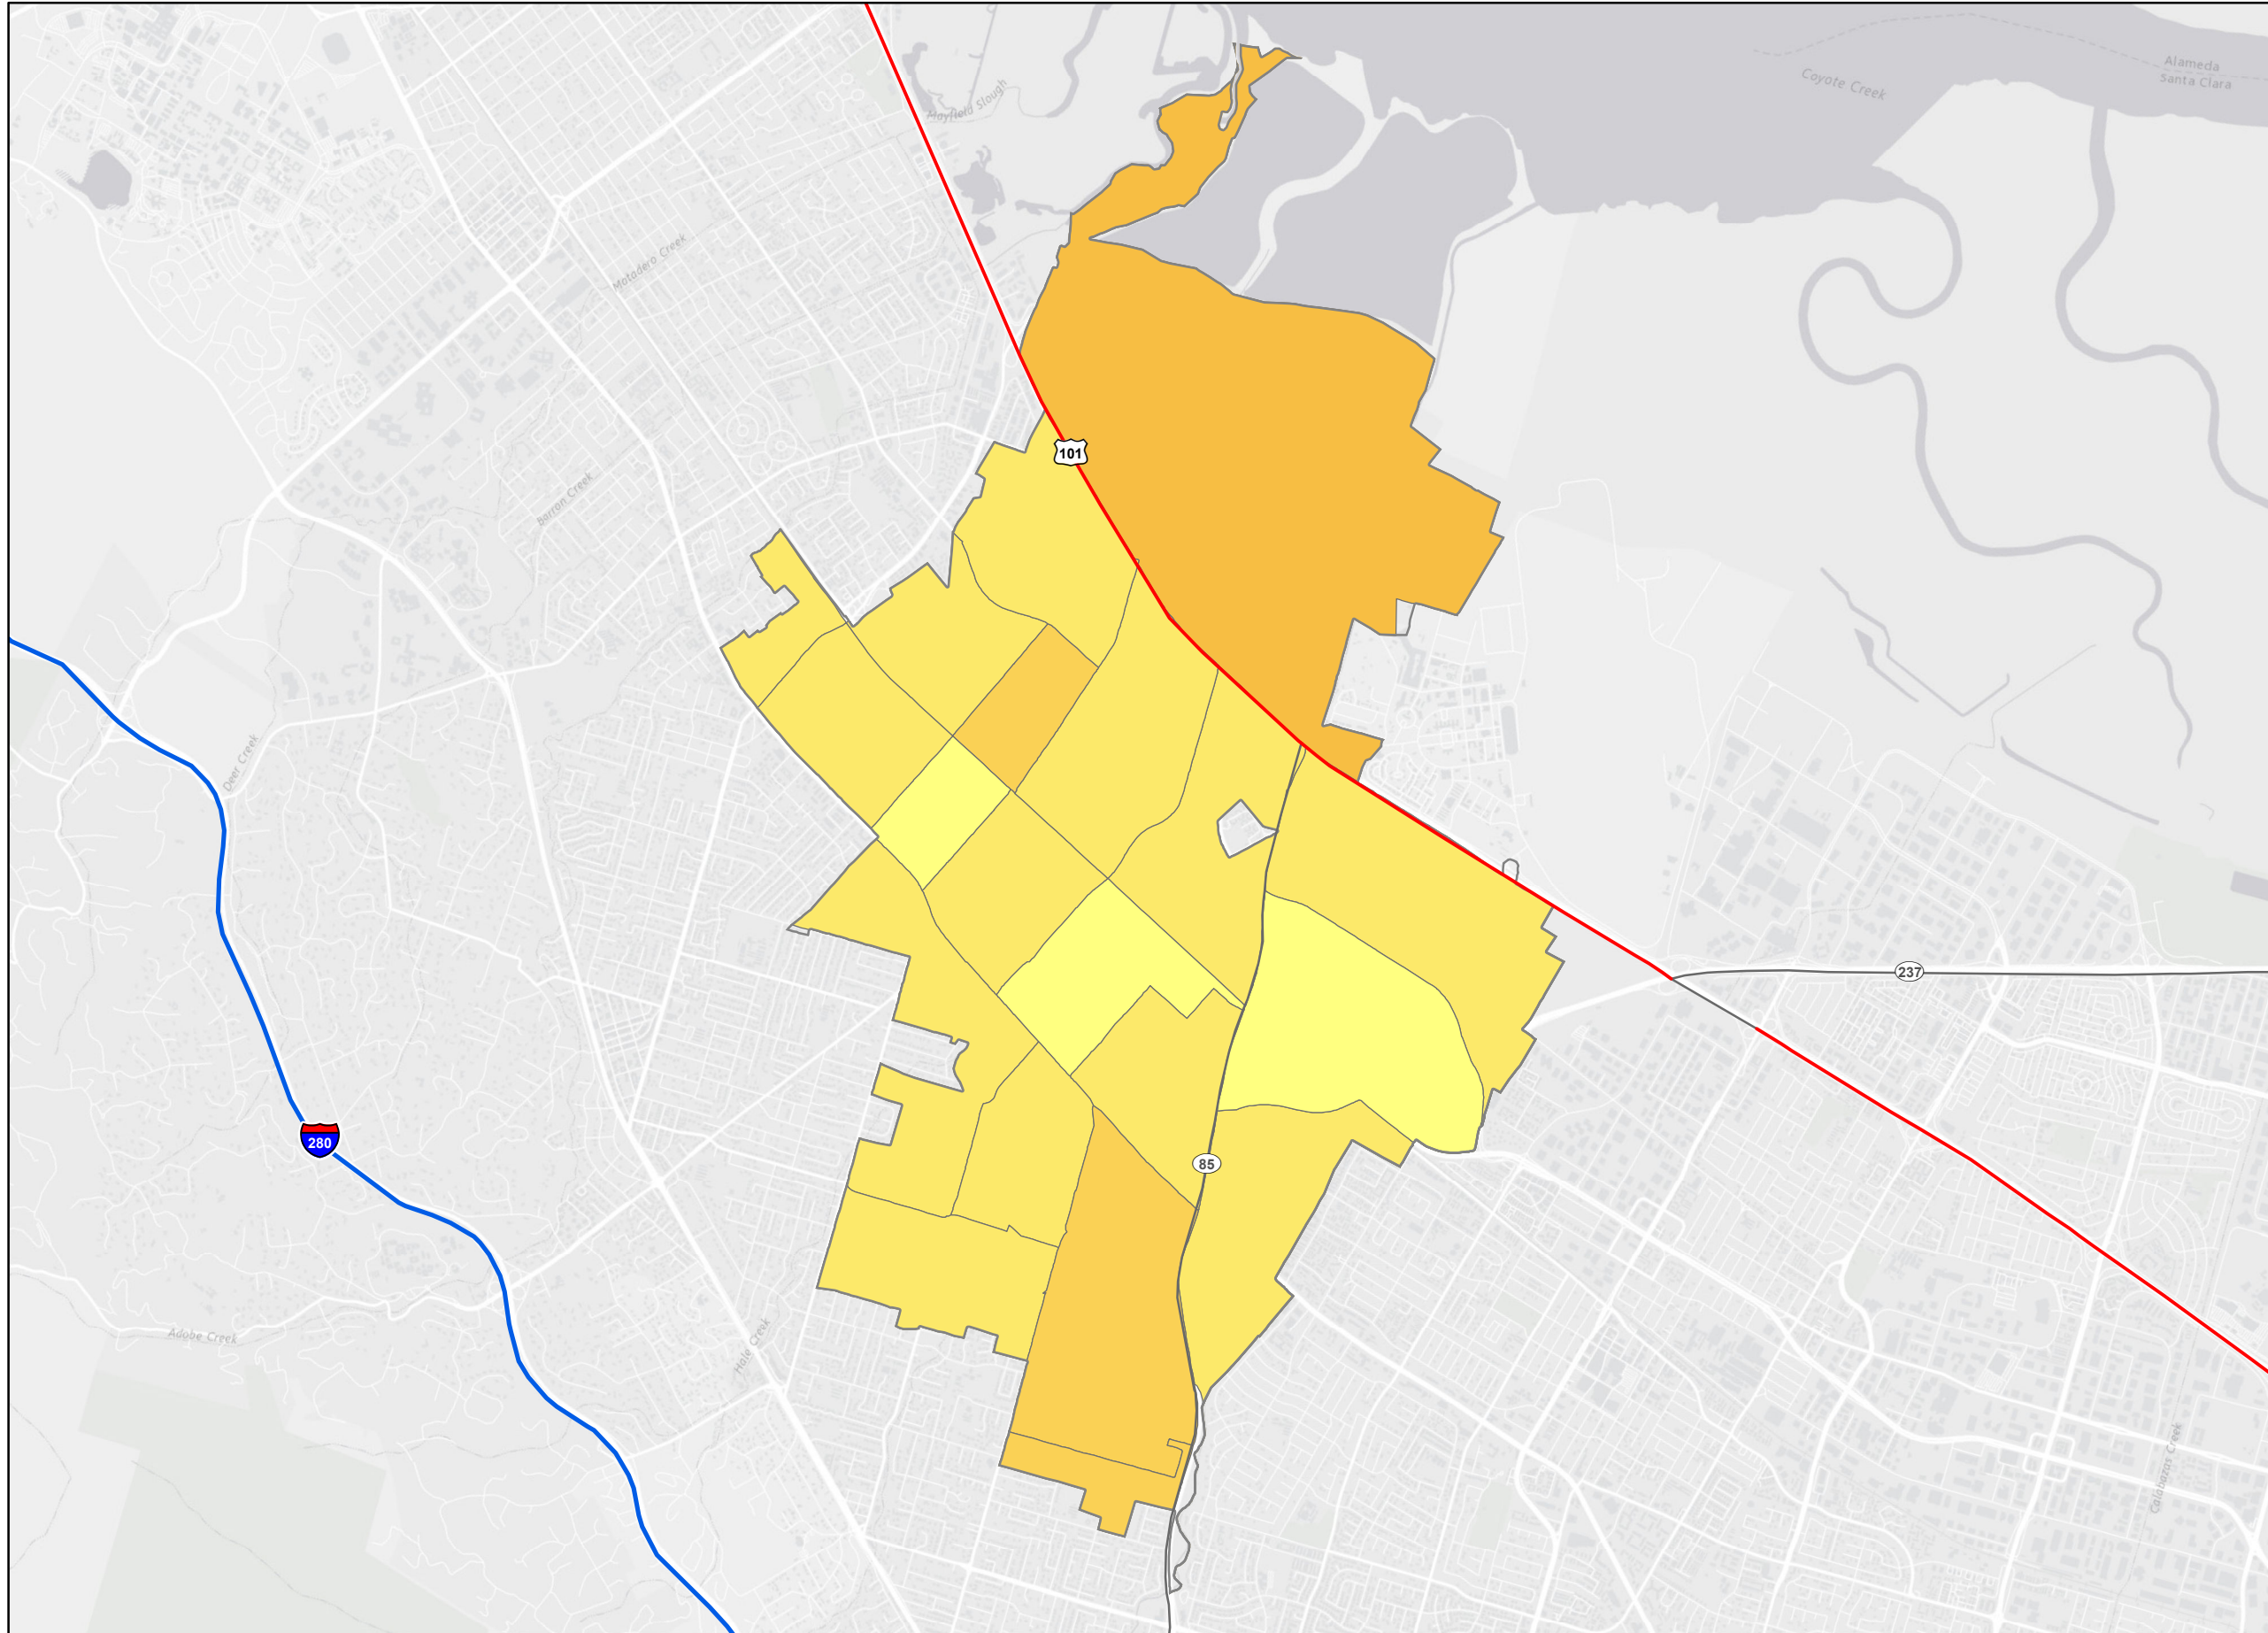 Alameda
Santa Clara
Coyote Creek
Mayfield Slough
Matadero Creek
101
Barron Creek
Deer Creek
237
280
85
Adobe Creek
Hale Creek
Calabazas Creek